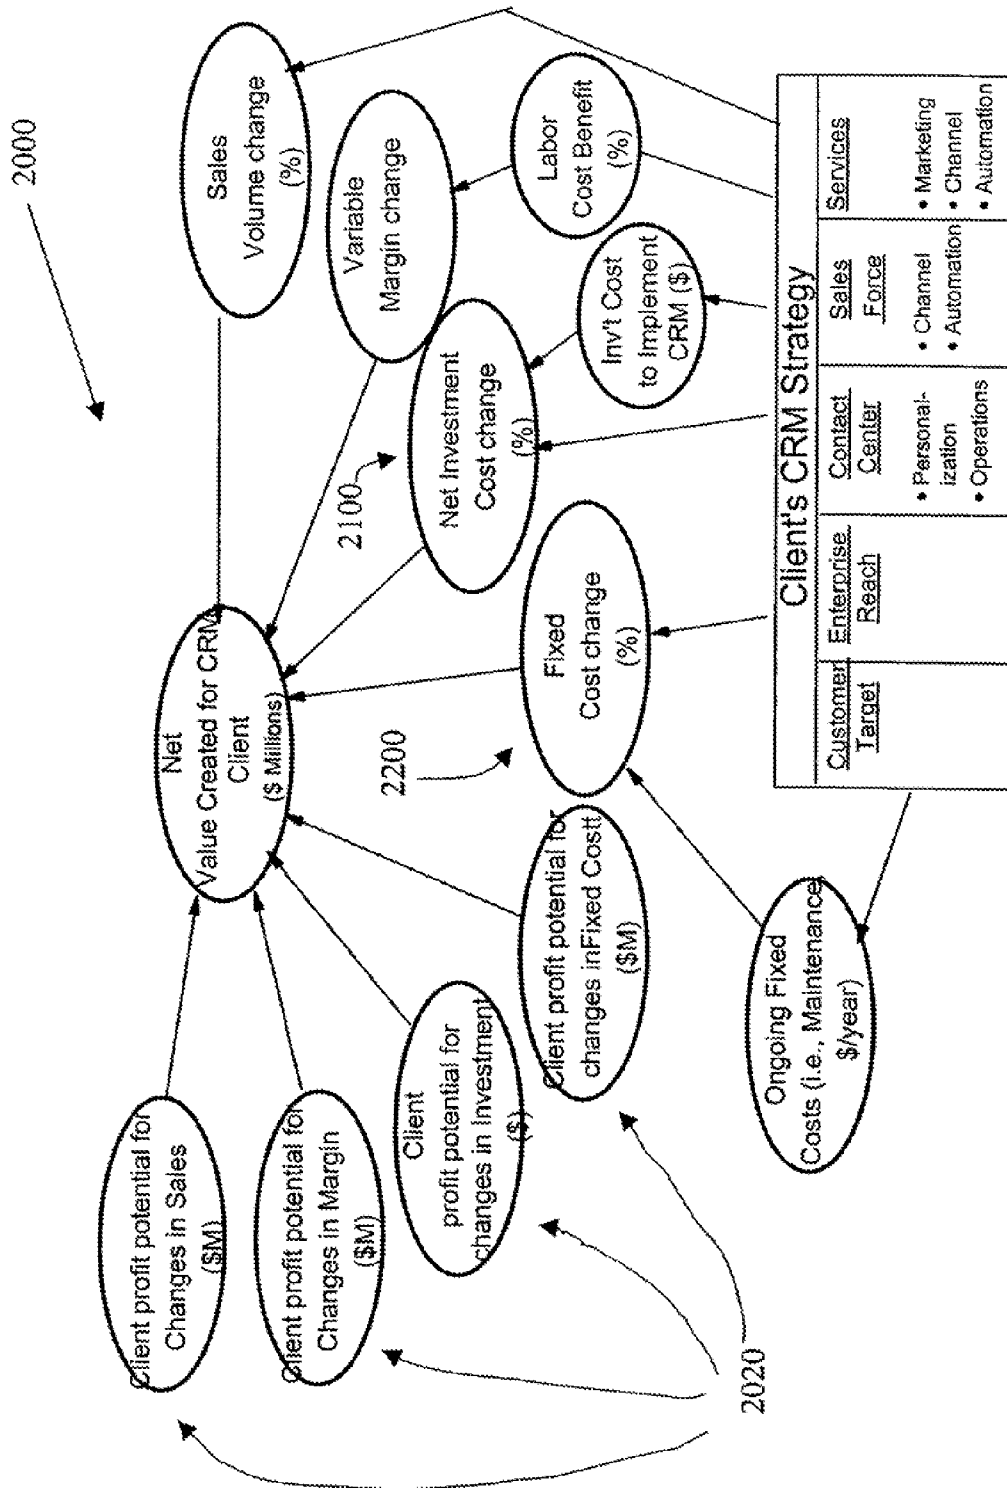 2000
Client profit potential for
Changes in Sales
($M)
Client profit potential for
Changes in Margin
($M)
Client
profit potential for
changes in Investment
($)
Client profit potential for
changes inFixed Costt
($M)
2020
Net
Value Created for CRM
Client
($ Millions)
Sales
Volume change
(%)
Variable
Margin change
2100
Net Investment
Cost change
(%)
2200
Fixed
Cost change
(%)
Labor
Cost Benefit
(%)
Inv't Cost
to Implement
CRM ($)
Ongoing Fixed
Costs (i.e., Maintenance
$/year)
Client's CRM Strategy
Customer
Target
Enterprise
Reach
Contact
Center
• Personal-
ization
• Operations
Sales
Force
• Channel
• Automation
Services
• Marketing
• Channel
• Automation